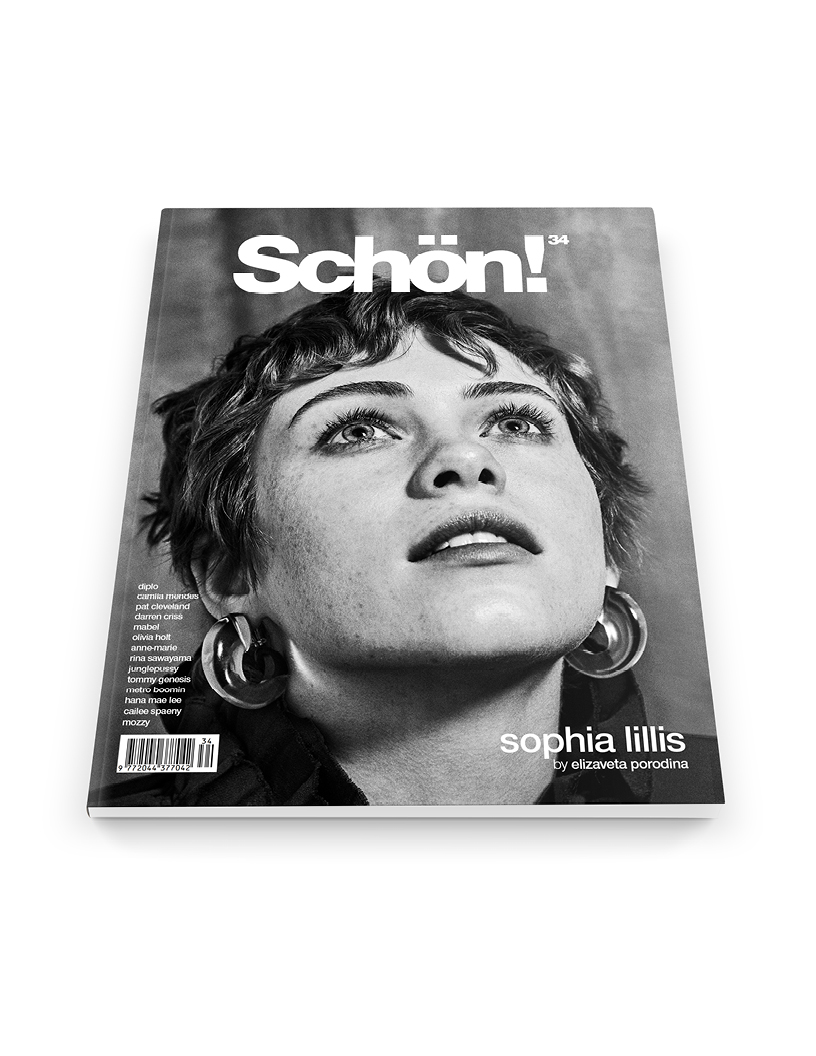 Schön! 34
diplo
camila mendes
pat cleveland
darren criss
mabel
olivia holt
anne-marie
rina sawayama
junglepussy
tommy genesis
metro boomin
hana mae lee
cailee spaeny
mozzy
34
9 772044 377042
sophia lillis
by elizaveta porodina